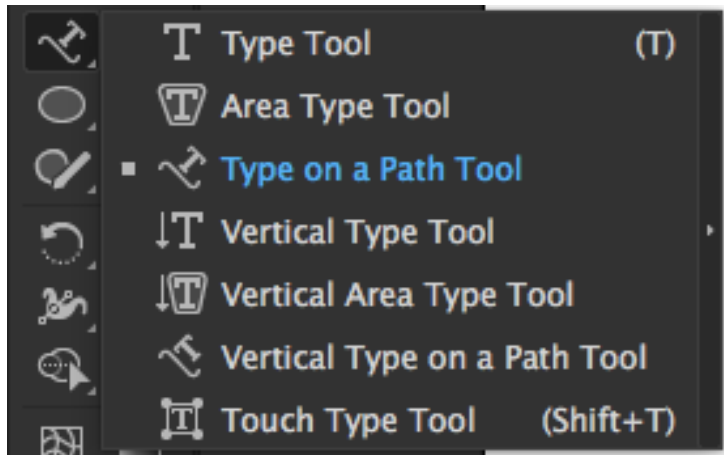 Type Tool (T)
Area Type Tool
Type on a Path Tool
Vertical Type Tool
Vertical Area Type Tool
Vertical Type on a Path Tool
Touch Type Tool (Shift+T)